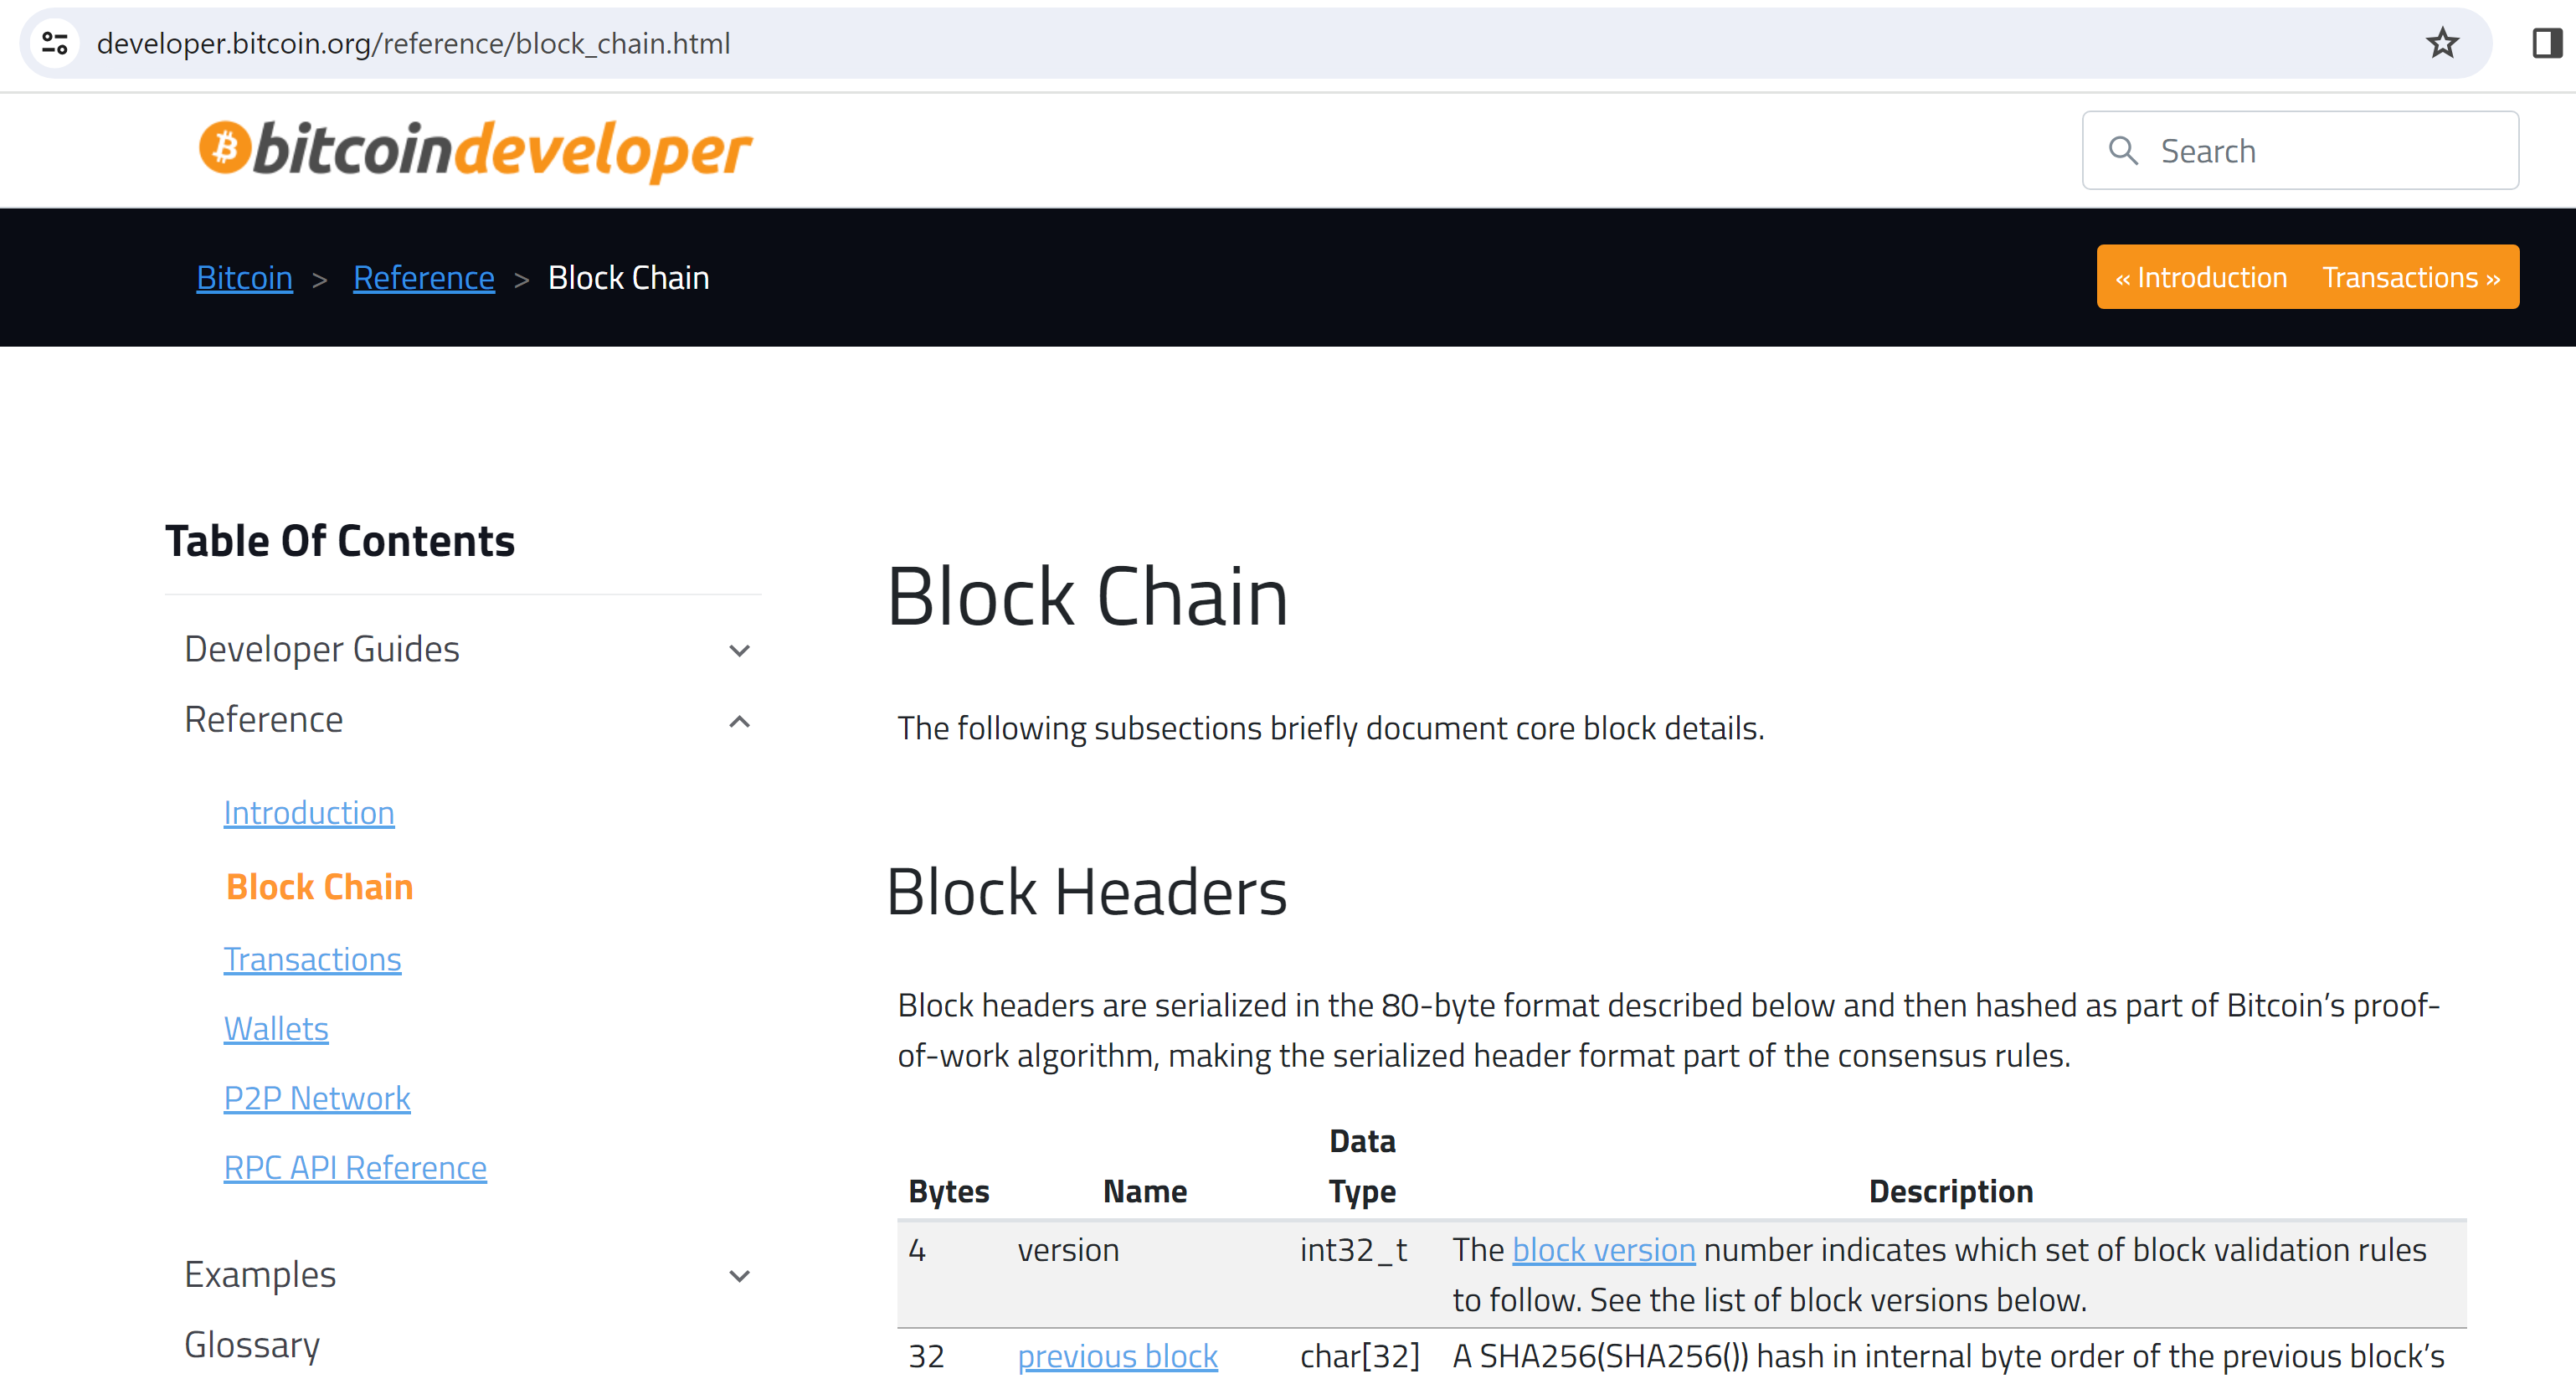 developer.bitcoin.org/reference/block_chain.html
bitcoindeveloper
Search
Bitcoin > Reference > Block Chain
« Introduction Transactions »
Table Of Contents
Developer Guides
Reference
Introduction
Block Chain
Transactions
Wallets
P2P Network
RPC API Reference
Examples
Glossary
Block Chain
The following subsections briefly document core block details.
Block Headers
Block headers are serialized in the 80-byte format described below and then hashed as part of Bitcoin’s proof-
of-work algorithm, making the serialized header format part of the consensus rules.
Bytes Name Data Type Description
4 version int32_t The block version number indicates which set of block validation rules
to follow. See the list of block versions below.
32 previous block char[32] A SHA256(SHA256()) hash in internal byte order of the previous block’s